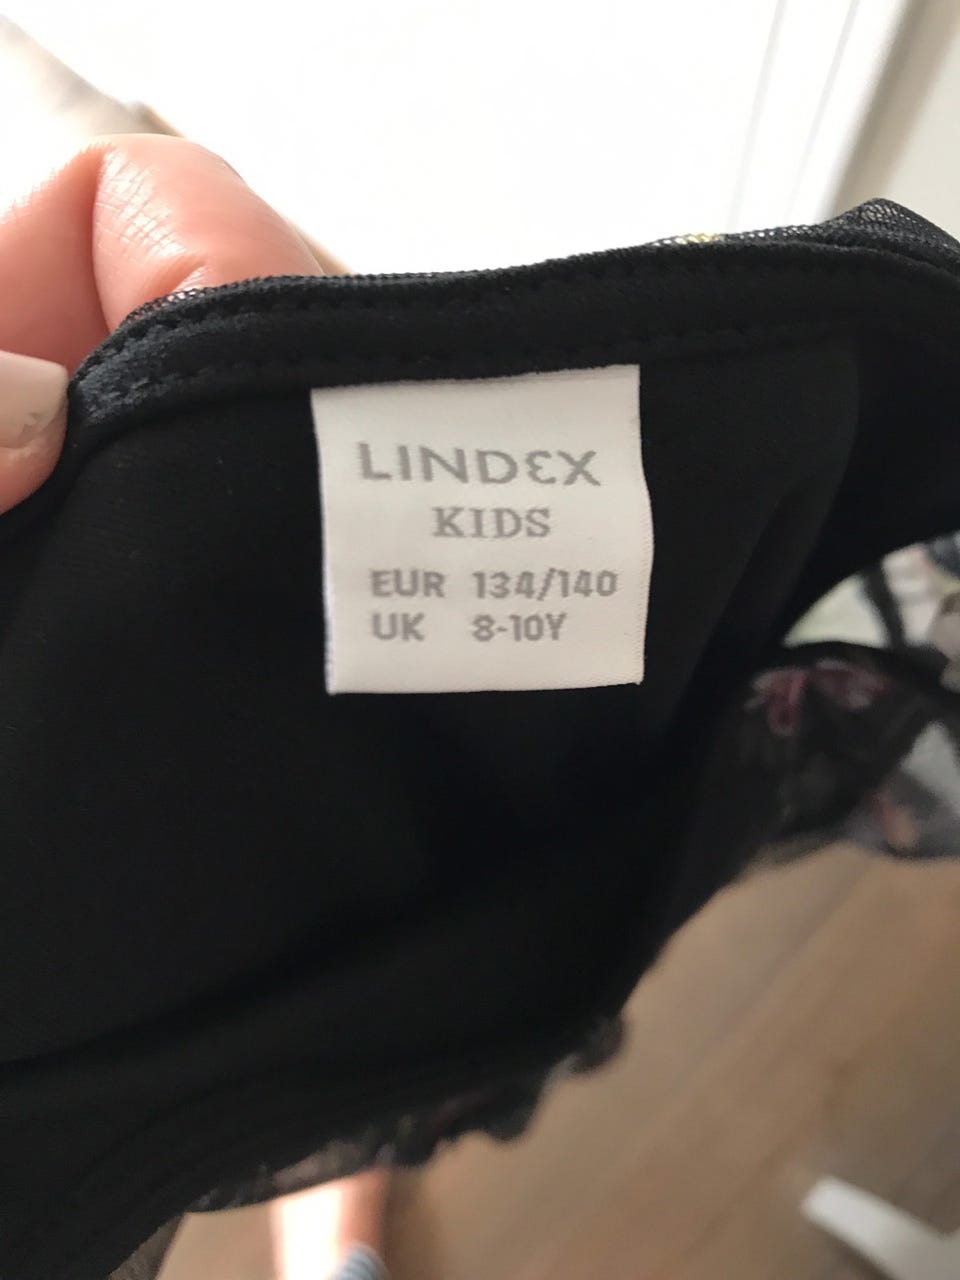 LINDEX
KIDS
EUR 134/140
UK 8-10Y